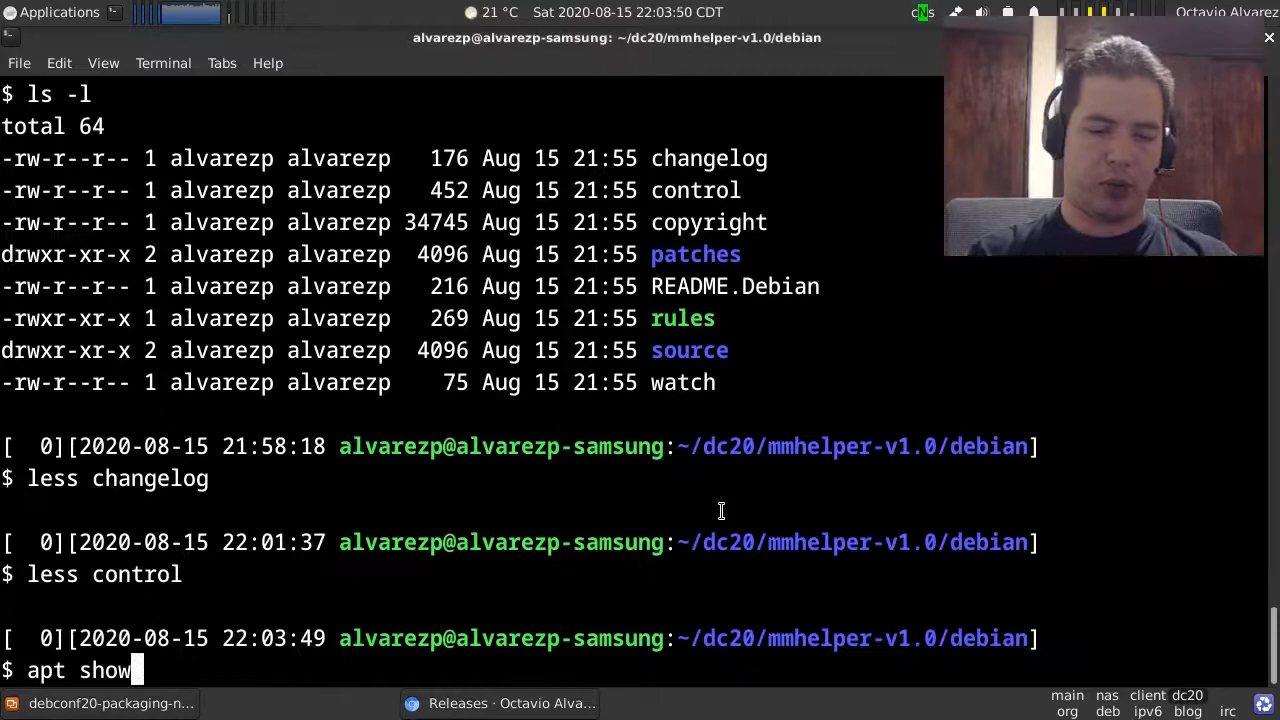 Applications
21 °C Sat 2020-08-15 22:03:50 CDT
cNs
Octavio Alvarez
alvarezp@alvarezp-samsung: ~/dc20/mmhelper-v1.0/debian
File Edit View Terminal Tabs Help
$ ls -l
total 64
-rw-r--r-- 1 alvarezp alvarezp 176 Aug 15 21:55 changelog
-rw-r--r-- 1 alvarezp alvarezp 452 Aug 15 21:55 control
-rw-r--r-- 1 alvarezp alvarezp 34745 Aug 15 21:55 copyright
drwxr-xr-x 2 alvarezp alvarezp 4096 Aug 15 21:55 patches
-rw-r--r-- 1 alvarezp alvarezp 216 Aug 15 21:55 README.Debian
-rwxr-xr-x 1 alvarezp alvarezp 269 Aug 15 21:55 rules
drwxr-xr-x 2 alvarezp alvarezp 4096 Aug 15 21:55 source
-rw-r--r-- 1 alvarezp alvarezp 75 Aug 15 21:55 watch
[ 0][2020-08-15 21:58:18 alvarezp@alvarezp-samsung:~/dc20/mmhelper-v1.0/debian]
$ less changelog
[ 0][2020-08-15 22:01:37 alvarezp@alvarezp-samsung:~/dc20/mmhelper-v1.0/debian]
$ less control
[ 0][2020-08-15 22:03:49 alvarezp@alvarezp-samsung:~/dc20/mmhelper-v1.0/debian]
$ apt show
debconf20-packaging-n...
Releases · Octavio Alva...
main nas client dc20
org deb ipv6 blog irc